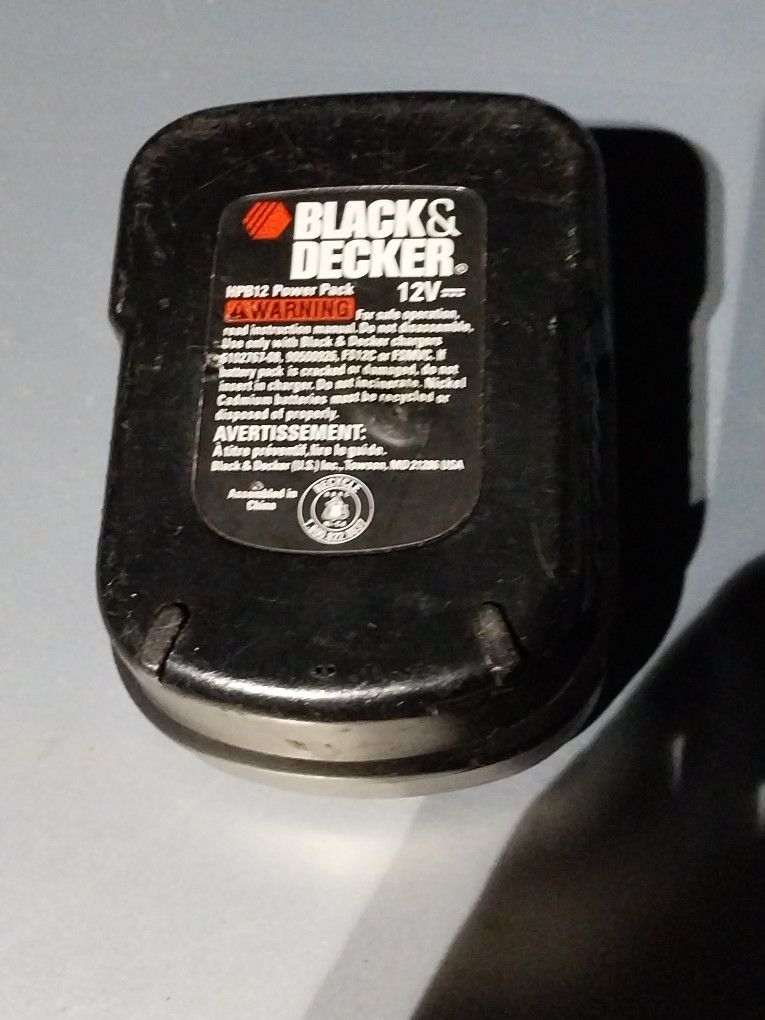 BLACK&
DECKER®
HPB12 Power Pack 12V
WARNING For safe operation,
read instruction manual. Do not disassemble.
Use only with Black & Decker chargers
5102767-08, 90500926, FS12C or
battery pack is cracked or damaged, do not
insert in charger. Do not incinerate. Nickel
Cadmium batteries must be recycled or
disposed of properly.
AVERTISSEMENT:
À titre préventif, lire le guide.
Black & Decker (U.S.) Inc., Towson, MD 21286 USA
Assembled in
China
RECYCLE